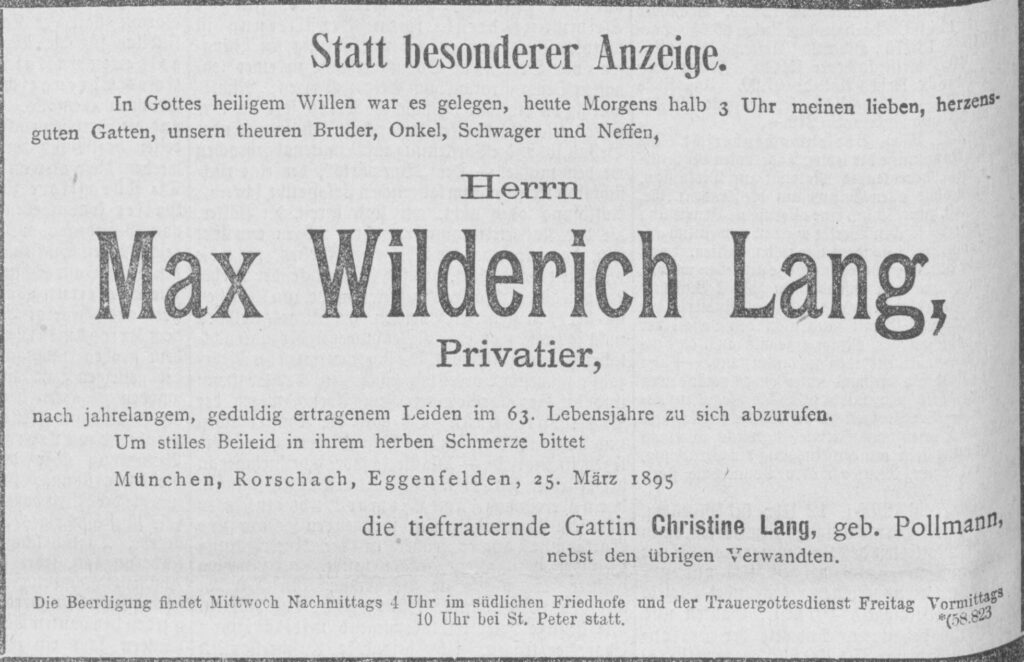 Statt besonderer Anzeige.
In Gottes heiligem Willen war es gelegen, heute Morgens halb 3 Uhr meinen lieben, herzens-
guten Gatten, unsern theuren Bruder, Onkel, Schwager und Neffen,
Herrn
Max Wilderich Lang,
Privatier,
nach jahrelangem, geduldig ertragenem Leiden im 63. Lebensjahre zu sich abzurufen.
Um stilles Beileid in ihrem herben Schmerze bittet
München, Rorschach, Eggenfelden, 25. März 1895
die tieftrauernde Gattin Christine Lang, geb. Pollmann,
nebst den übrigen Verwandten.
Die Beerdigung findet Mittwoch Nachmittags 4 Uhr im südlichen Friedhofe und der Trauergottesdienst Freitag Vormittags
10 Uhr bei St. Peter statt. *(58.823